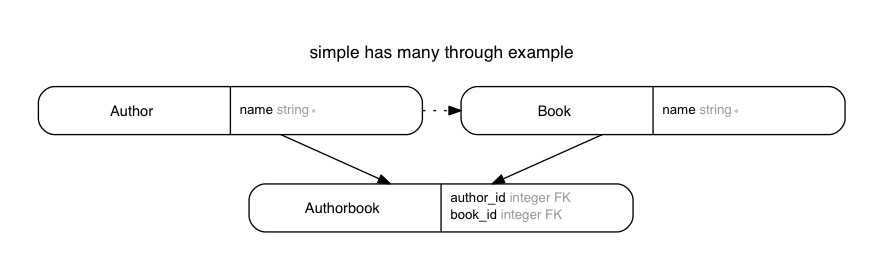 simple has many through example
Author
name string *
Book
name string *
Authorbook
author_id integer FK
book_id integer FK